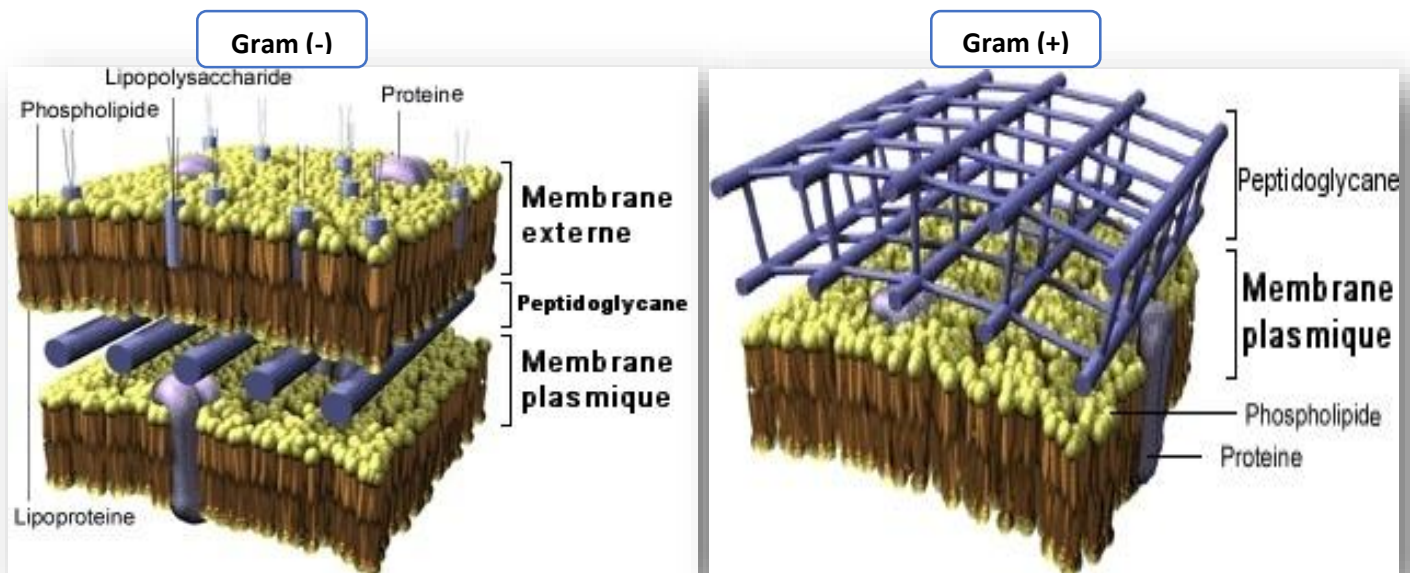 Gram (-)
Lipopolysaccharide
Phospholipide
Proteine
Membrane
externe
Peptidoglycane
Membrane
plasmique
Lipoproteine
Gram (+)
Peptidoglycane
Membrane
plasmique
Phospholipide
Proteine